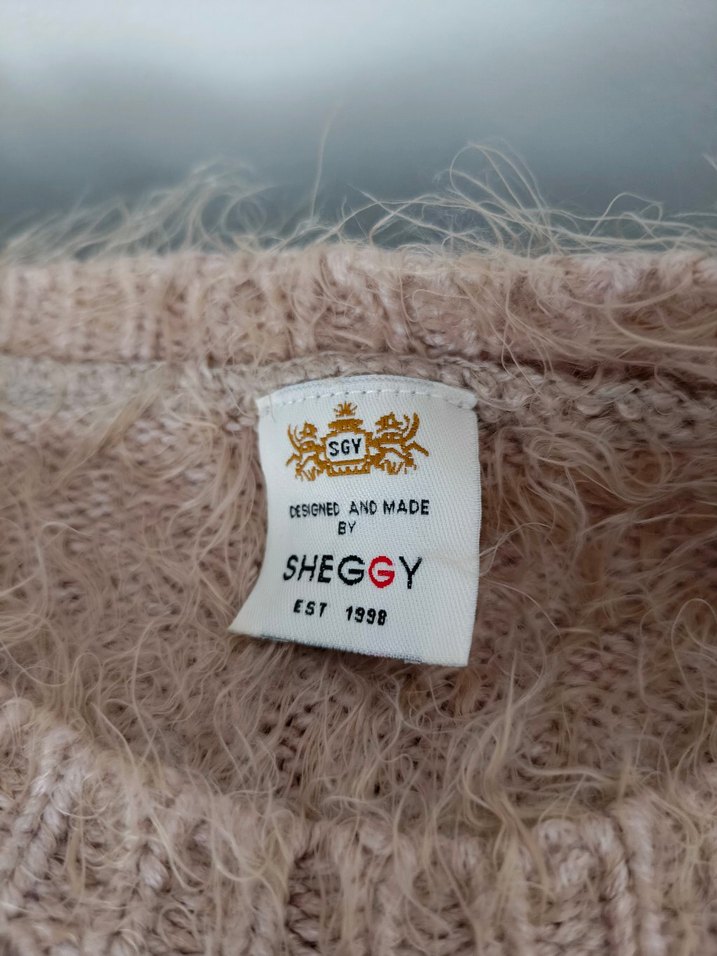 SGY
DESIGNED AND MADE
BY
SHEGGY
EST 1998